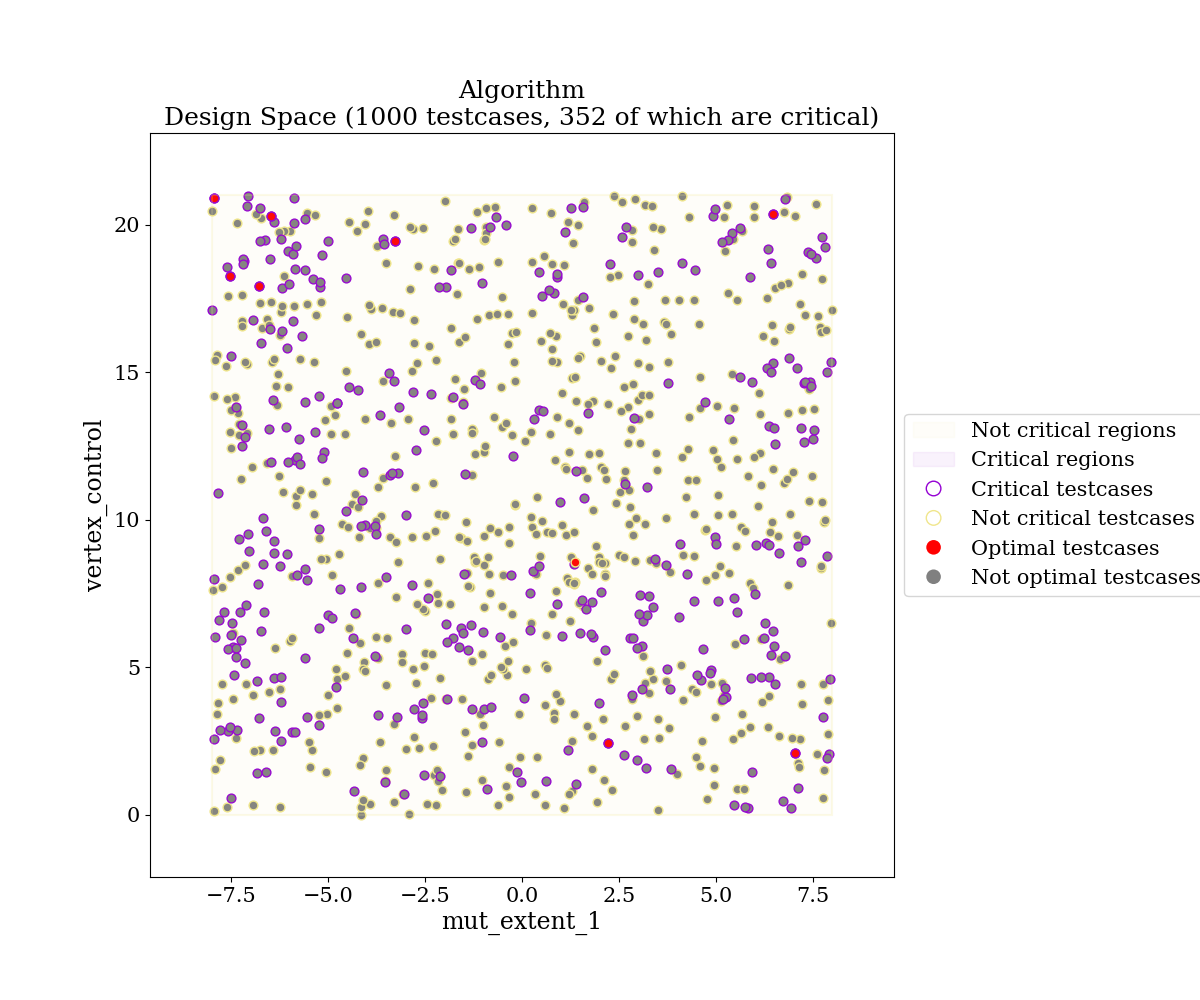 Algorithm
Design Space (1000 testcases, 352 of which are critical)
vertex_control
20
15
10
5
0
−7.5 −5.0 −2.5 0.0 2.5 5.0 7.5
mut_extent_1
Not critical regions
Critical regions
Critical testcases
Not critical testcases
Optimal testcases
Not optimal testcases